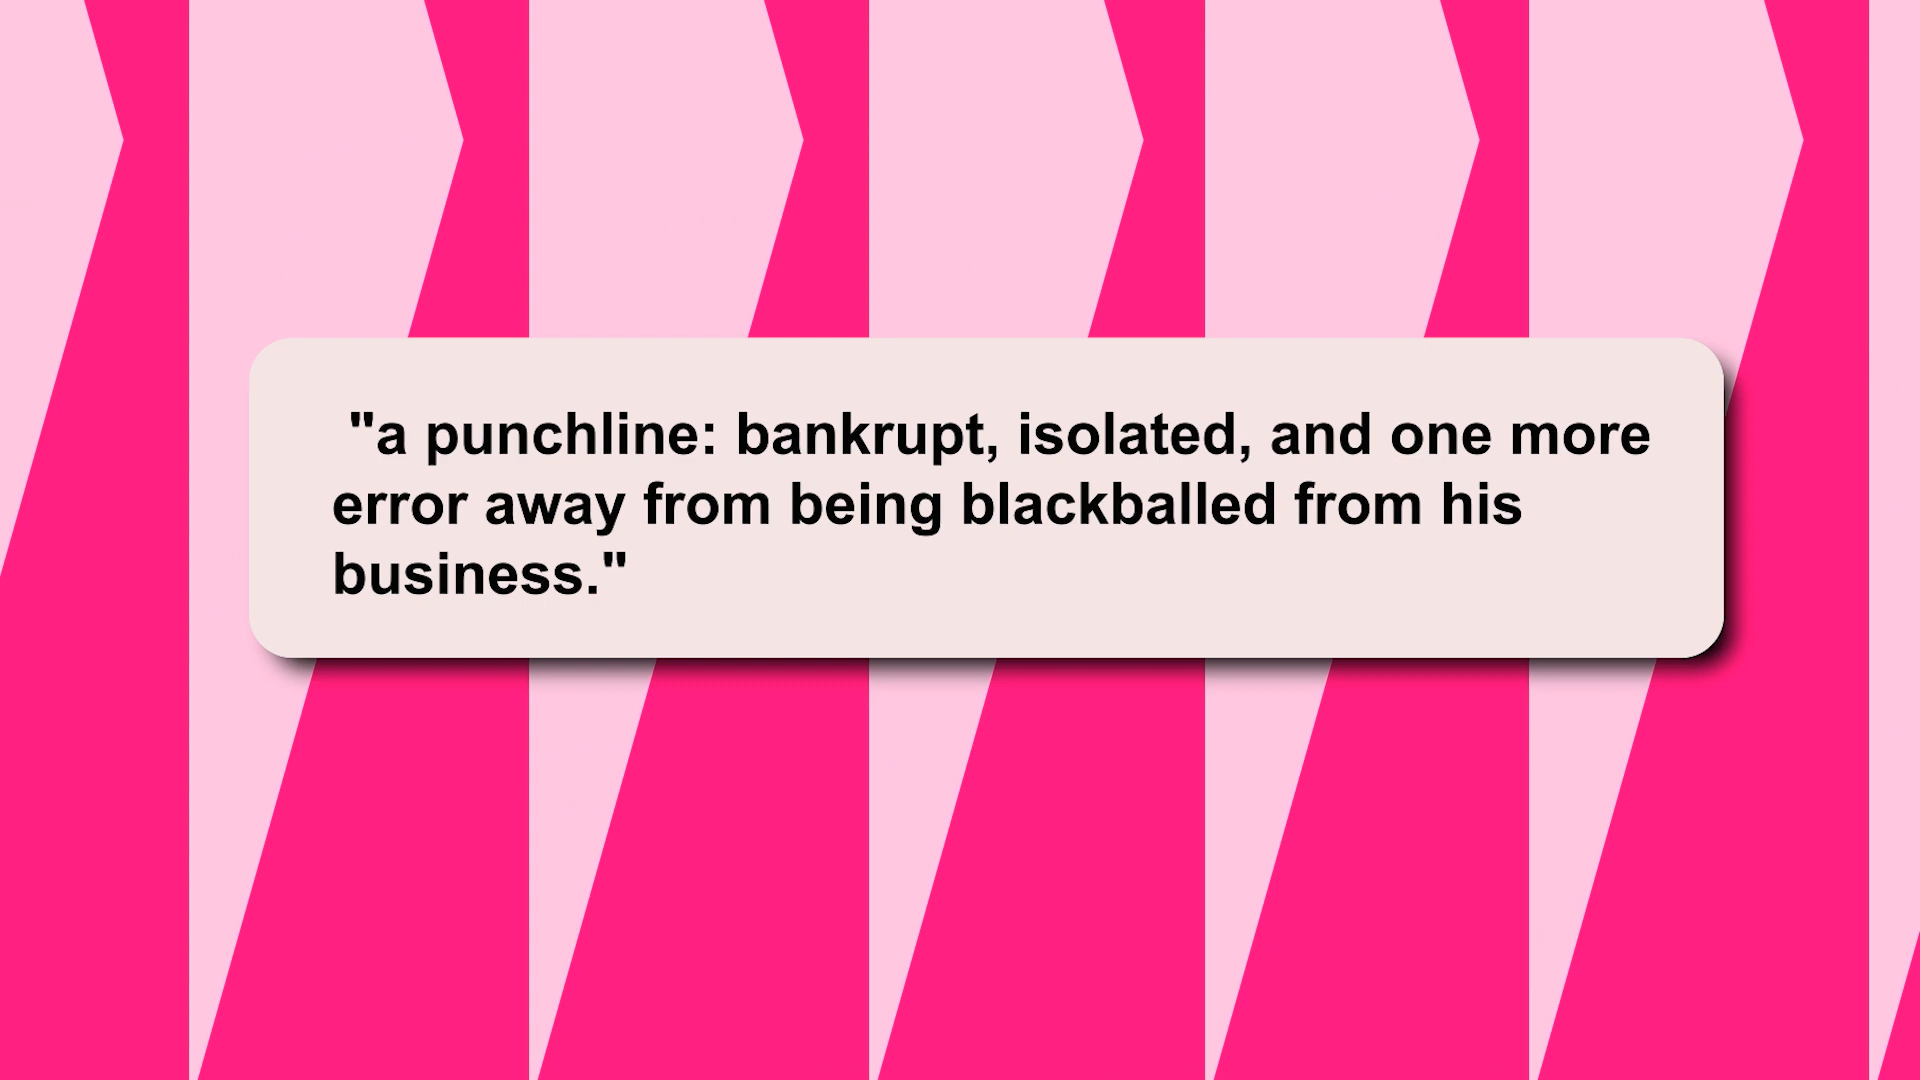 "a punchline: bankrupt, isolated, and one more
error away from being blackballed from his
business."